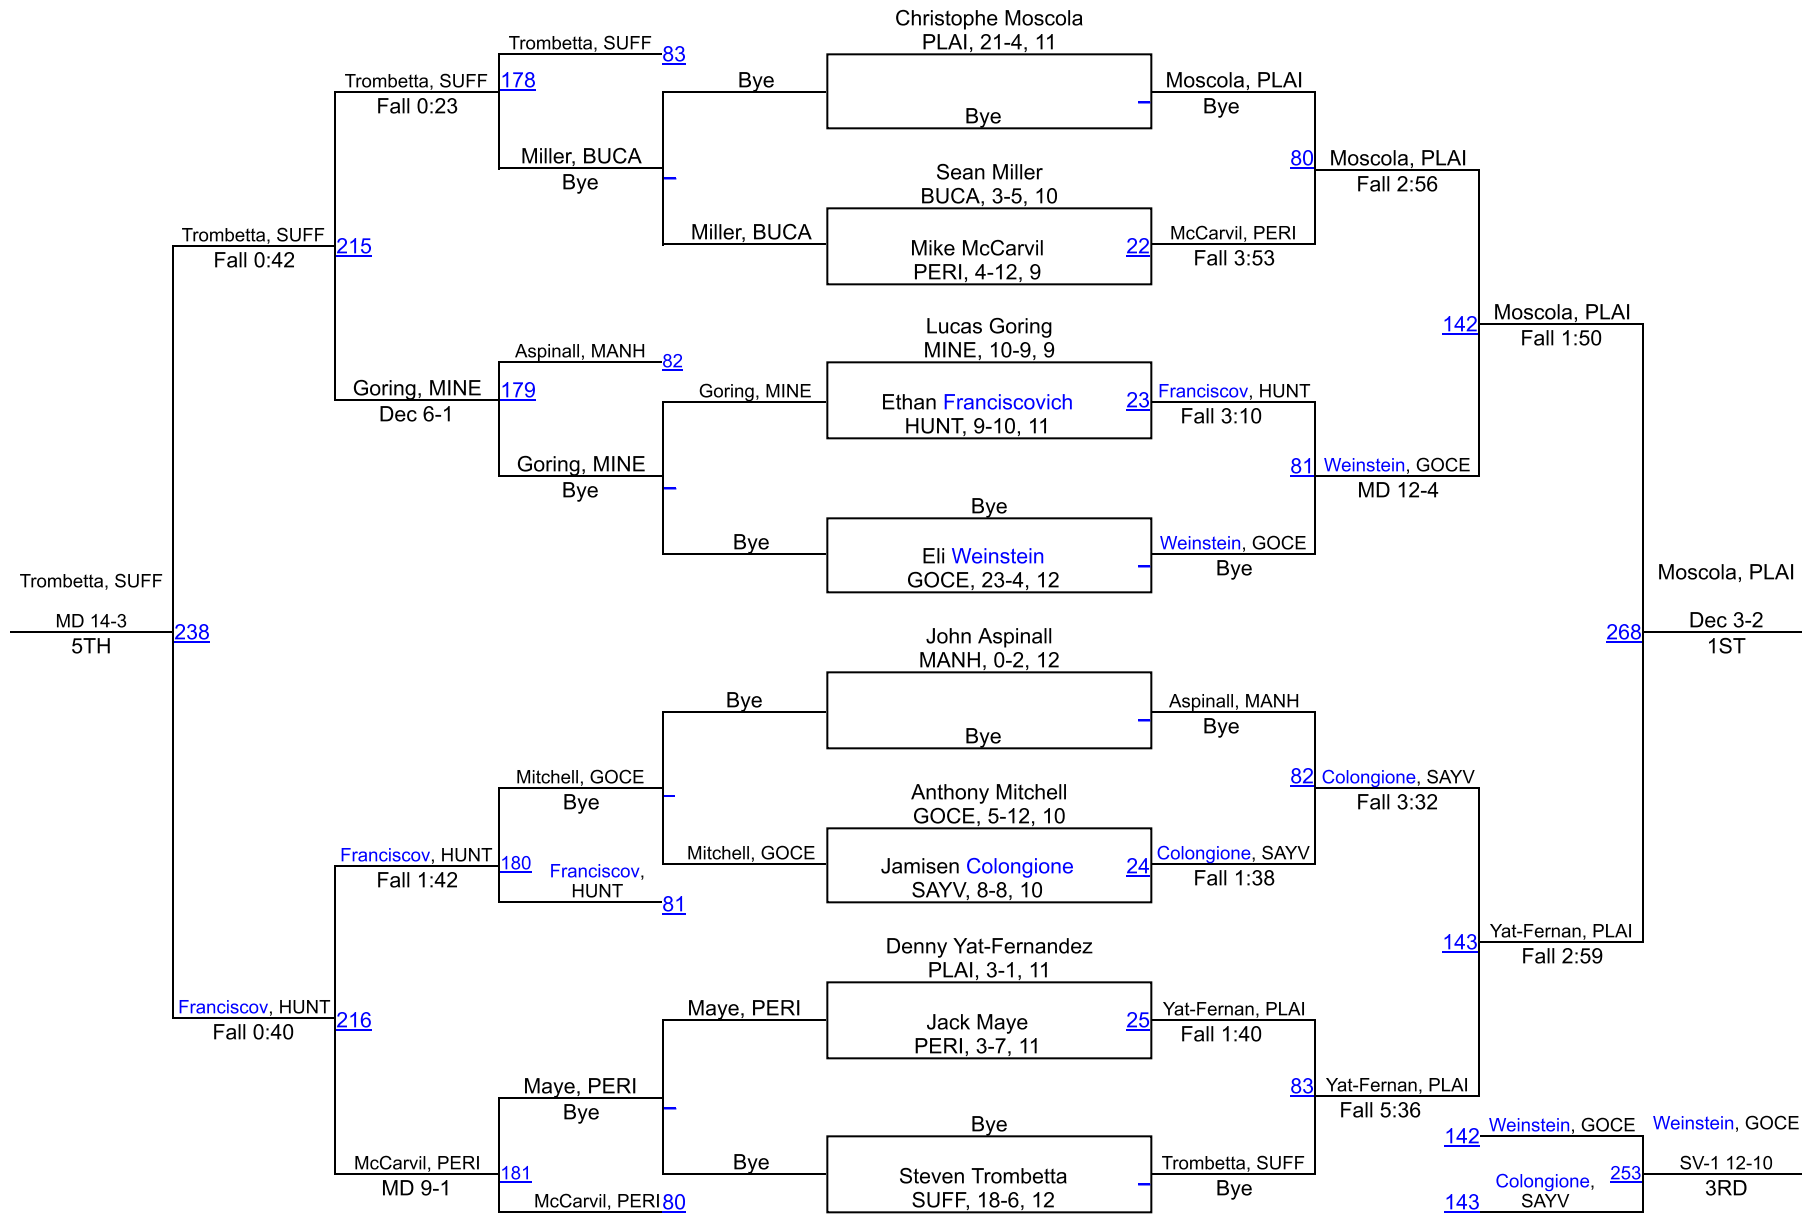 Christophe Moscola
PLAI, 21-4, 11
Trombetta, SUFF
83
Trombetta, SUFF
178
Bye
Moscola, PLAI
Fall 0:23
Bye
Bye
Miller, BUCA
80
Moscola, PLAI
Bye
Sean Miller
Fall 2:56
BUCA, 3-5, 10
Trombetta, SUFF
215
Miller, BUCA
Mike McCarvil
22
McCarvil, PERI
Fall 0:42
PERI, 4-12, 9
Fall 3:53
Lucas Goring
142
Moscola, PLAI
MINE, 10-9, 9
Fall 1:50
Aspinall, MANH
82
Goring, MINE
179
Goring, MINE
Ethan Franciscovich
23
Franciscov, HUNT
Dec 6-1
HUNT, 9-10, 11
Fall 3:10
Goring, MINE
81
Weinstein, GOCE
Bye
MD 12-4
Bye
Bye
Eli Weinstein
Weinstein, GOCE
GOCE, 23-4, 12
Bye
Trombetta, SUFF
Moscola, PLAI
MD 14-3
238
268
Dec 3-2
5TH
1ST
John Aspinall
MANH, 0-2, 12
Bye
Aspinall, MANH
Bye
Bye
Mitchell, GOCE
82
Colongione, SAYV
Bye
Anthony Mitchell
Fall 3:32
GOCE, 5-12, 10
Franciscov, HUNT
180
Mitchell, GOCE
Jamisen Colongione
24
Colongione, SAYV
Fall 1:42
Franciscov,
HUNT
SAYV, 8-8, 10
Fall 1:38
81
Denny Yat-Fernandez
143
Yat-Fernan, PLAI
PLAI, 3-1, 11
Fall 2:59
Franciscov, HUNT
216
Maye, PERI
Jack Maye
25
Yat-Fernan, PLAI
Fall 0:40
PERI, 3-7, 11
Fall 1:40
Maye, PERI
83
Yat-Fernan, PLAI
Bye
Fall 5:36
Bye
142
Weinstein, GOCE
Weinstein, GOCE
McCarvil, PERI
181
Bye
Steven Trombetta
Trombetta, SUFF
253
SV-1 12-10
MD 9-1
SUFF, 18-6, 12
Bye
Colongione,
SAYV
3RD
McCarvil, PERI
80
143